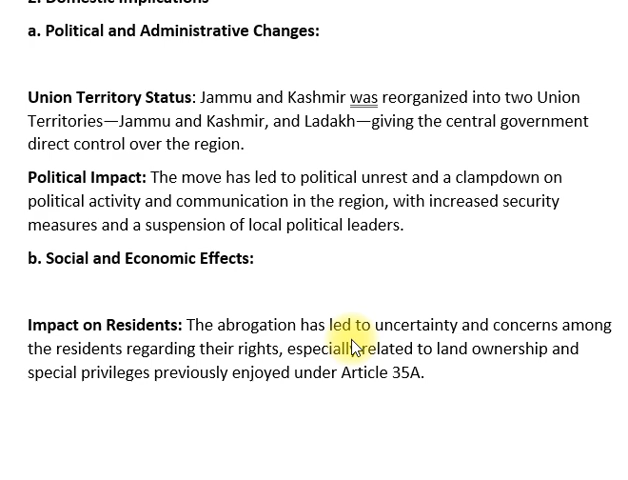 2. Domestic Implications
a. Political and Administrative Changes:
Union Territory Status: Jammu and Kashmir was reorganized into two Union
Territories—Jammu and Kashmir, and Ladakh—giving the central government
direct control over the region.
Political Impact: The move has led to political unrest and a clampdown on
political activity and communication in the region, with increased security
measures and a suspension of local political leaders.
b. Social and Economic Effects:
Impact on Residents: The abrogation has led to uncertainty and concerns among
the residents regarding their rights, especially related to land ownership and
special privileges previously enjoyed under Article 35A.